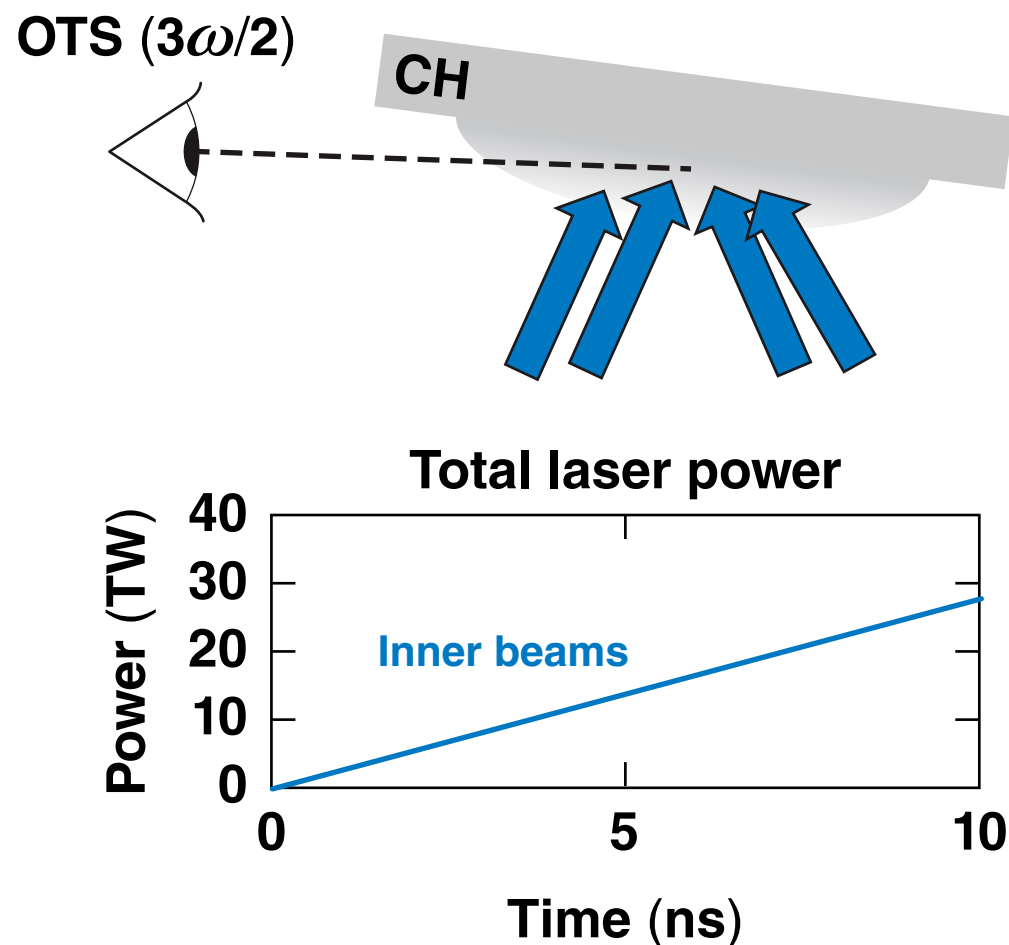 OTS (3ω/2)
CH
Total laser power
Power (TW)
40
30
20
10
0
Inner beams
0 5 10
Time (ns)